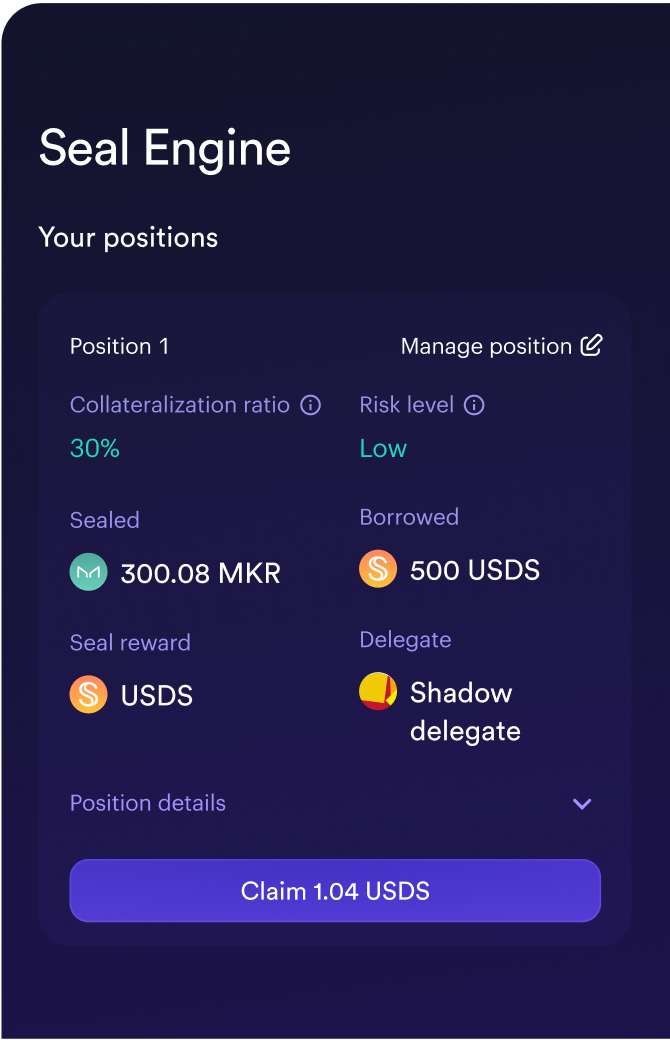 Seal Engine
Your positions
Position 1
Manage position
Collateralization ratio
Risk level
30%
Low
Sealed
Borrowed
300.08 MKR
500 USDS
Seal reward
Delegate
USDS
Shadow
delegate
Position details
Claim 1.04 USDS